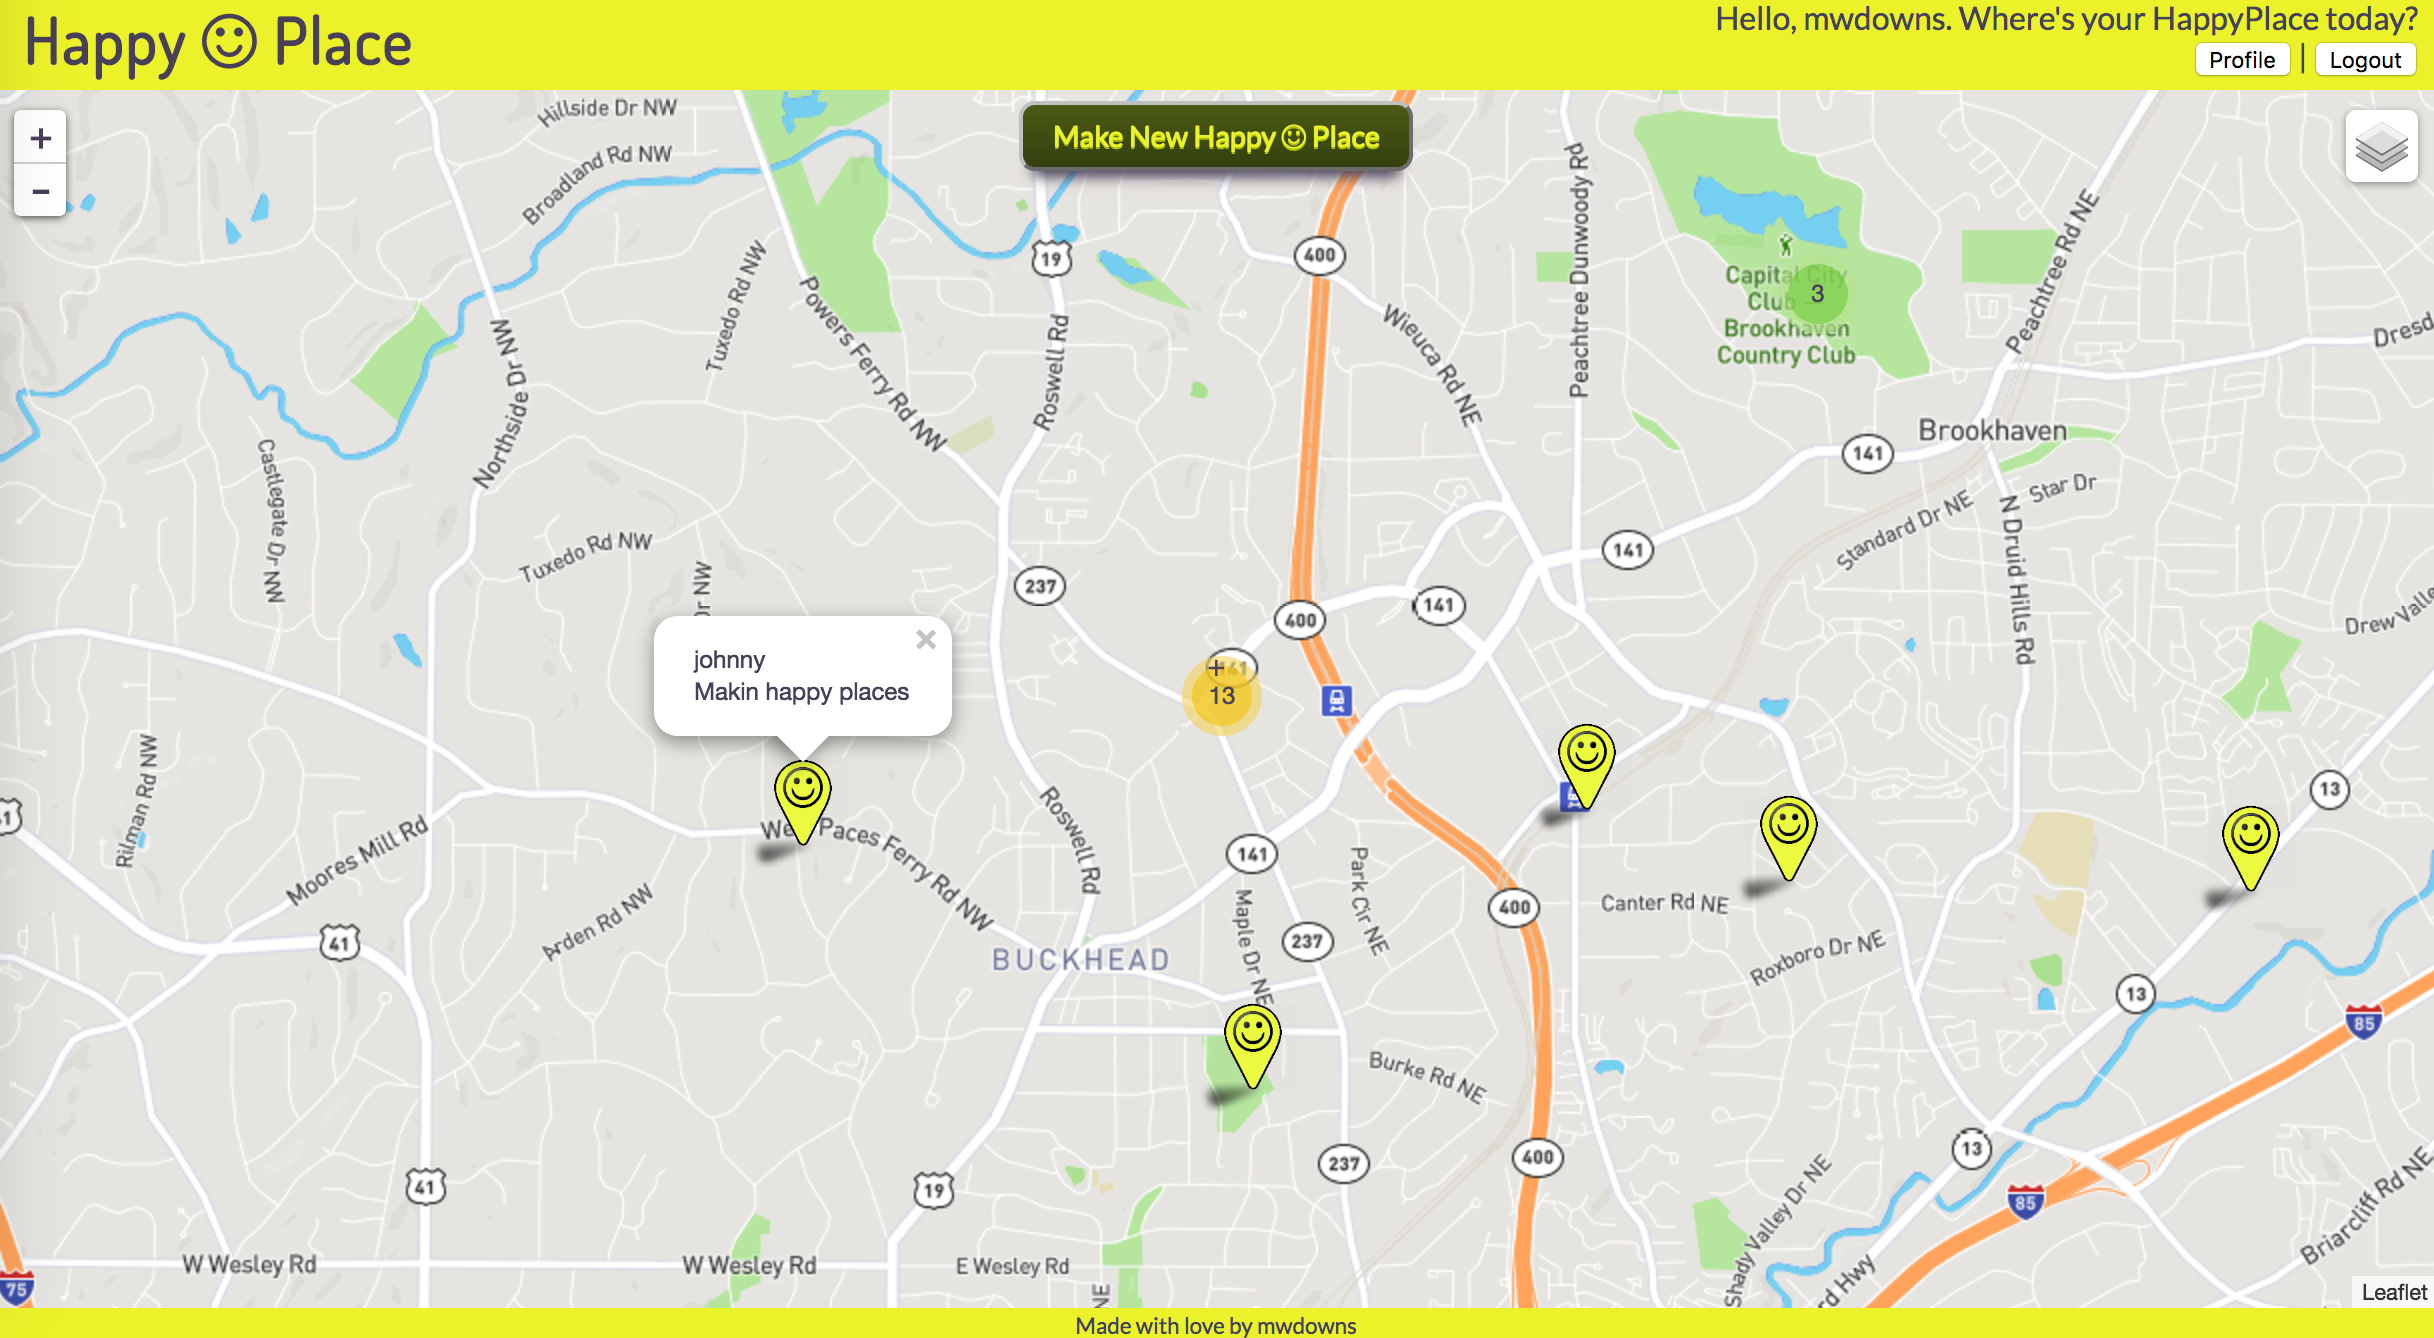 Happy Place
Hello, mwdowns. Where's your HappyPlace today?
Profile | Logout
+
−
Make New Happy Place
Hillside Dr NW
Broadland Rd NW
Tuxedo Rd NW
Powers Ferry Rd NW
Northside Dr NW
Roswell Rd
19
400
Wieuca Rd NE
Peachtree Dunwoody Rd
Capital City
Club –
Brookhaven
Country Club
3
Peachtree Rd NE
Dresd
Brookhaven
141
Star Dr
Standard Dr NE
N Druid Hills Rd
141
Castlegate Dr NW
Tuxedo Rd NW
Dr NW
237
141
400
Drew Valle
johnny
Makin happy places
×
+
141
13
Rilman Rd NW
41
Moores Mill Rd
Arden Rd NW
41
West Paces Ferry Rd NW
Roswell Rd
141
Maple Dr NE
Park Cir NE
237
400
Canter Rd NE
Roxboro Dr NE
13
13
BUCKHEAD
85
Burke Rd NE
237
400
13
85
41
19
Shady Valley Dr NE
Briarcliff Rd NE
W Wesley Rd
W Wesley Rd
E Wesley Rd
NE
rd Hwy
75
Leaflet
Made with love by mwdowns